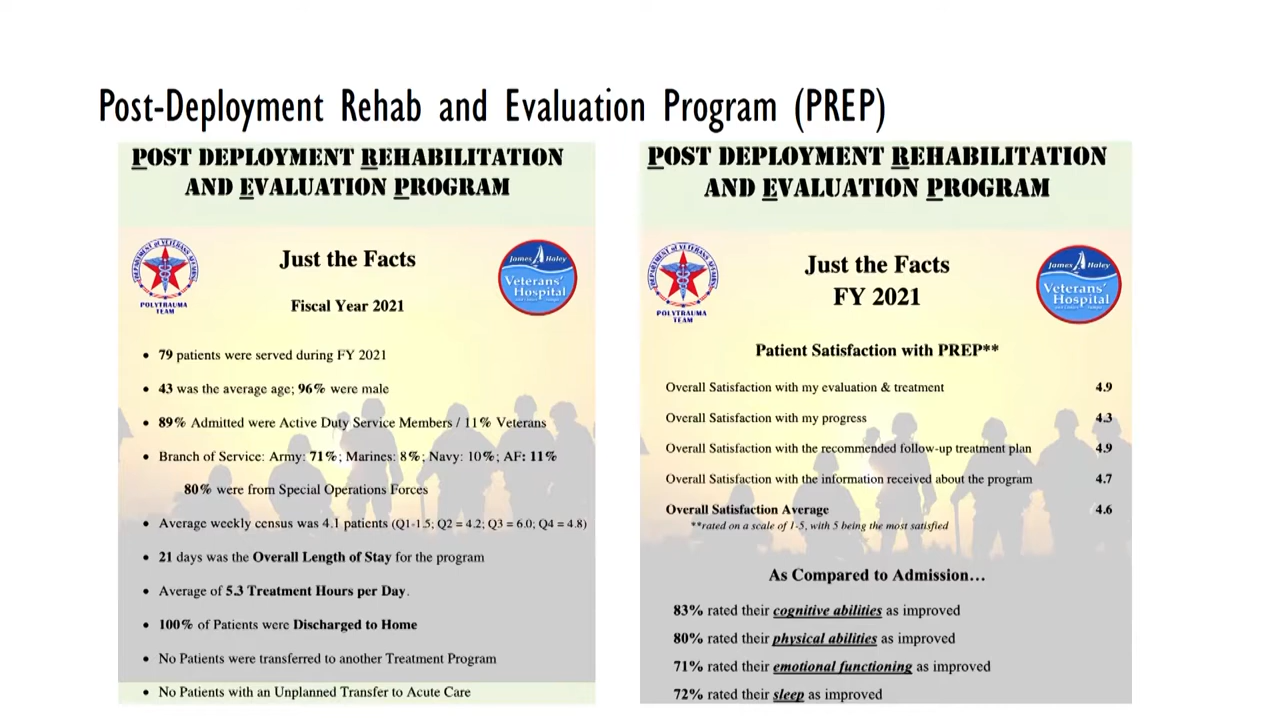 Post-Deployment Rehab and Evaluation Program (PREP)
POST DEPLOYMENT REHABILITATION
AND EVALUATION PROGRAM
DEPARTMENT of VETERANS AFFAIRS
POLYTRAUMA
TEAM
Just the Facts
Fiscal Year 2021
James Haley
Veterans'
Hospital
• 79 patients were served during FY 2021
• 43 was the average age; 96% were male
• 89% Admitted were Active Duty Service Members / 11% Veterans
• Branch of Service: Army: 71%; Marines: 8%; Navy: 10%; AF: 11%
80% were from Special Operations Forces
• Average weekly census was 4.1 patients (Q1-1.5; Q2 = 4.2; Q3 = 6.0; Q4 = 4.8)
• 21 days was the Overall Length of Stay for the program
• Average of 5.3 Treatment Hours per Day.
• 100% of Patients were Discharged to Home
• No Patients were transferred to another Treatment Program
• No Patients with an Unplanned Transfer to Acute Care
POST DEPLOYMENT REHABILITATION
AND EVALUATION PROGRAM
DEPARTMENT of VETERANS AFFAIRS
POLYTRAUMA
TEAM
Just the Facts
FY 2021
James Haley
Veterans'
Hospital
Patient Satisfaction with PREP**
Overall Satisfaction with my evaluation & treatment 4.9
Overall Satisfaction with my progress 4.3
Overall Satisfaction with the recommended follow-up treatment plan 4.9
Overall Satisfaction with the information received about the program 4.7
Overall Satisfaction Average 4.6
**rated on a scale of 1-5, with 5 being the most satisfied
As Compared to Admission…
83% rated their cognitive abilities as improved
80% rated their physical abilities as improved
71% rated their emotional functioning as improved
72% rated their sleep as improved